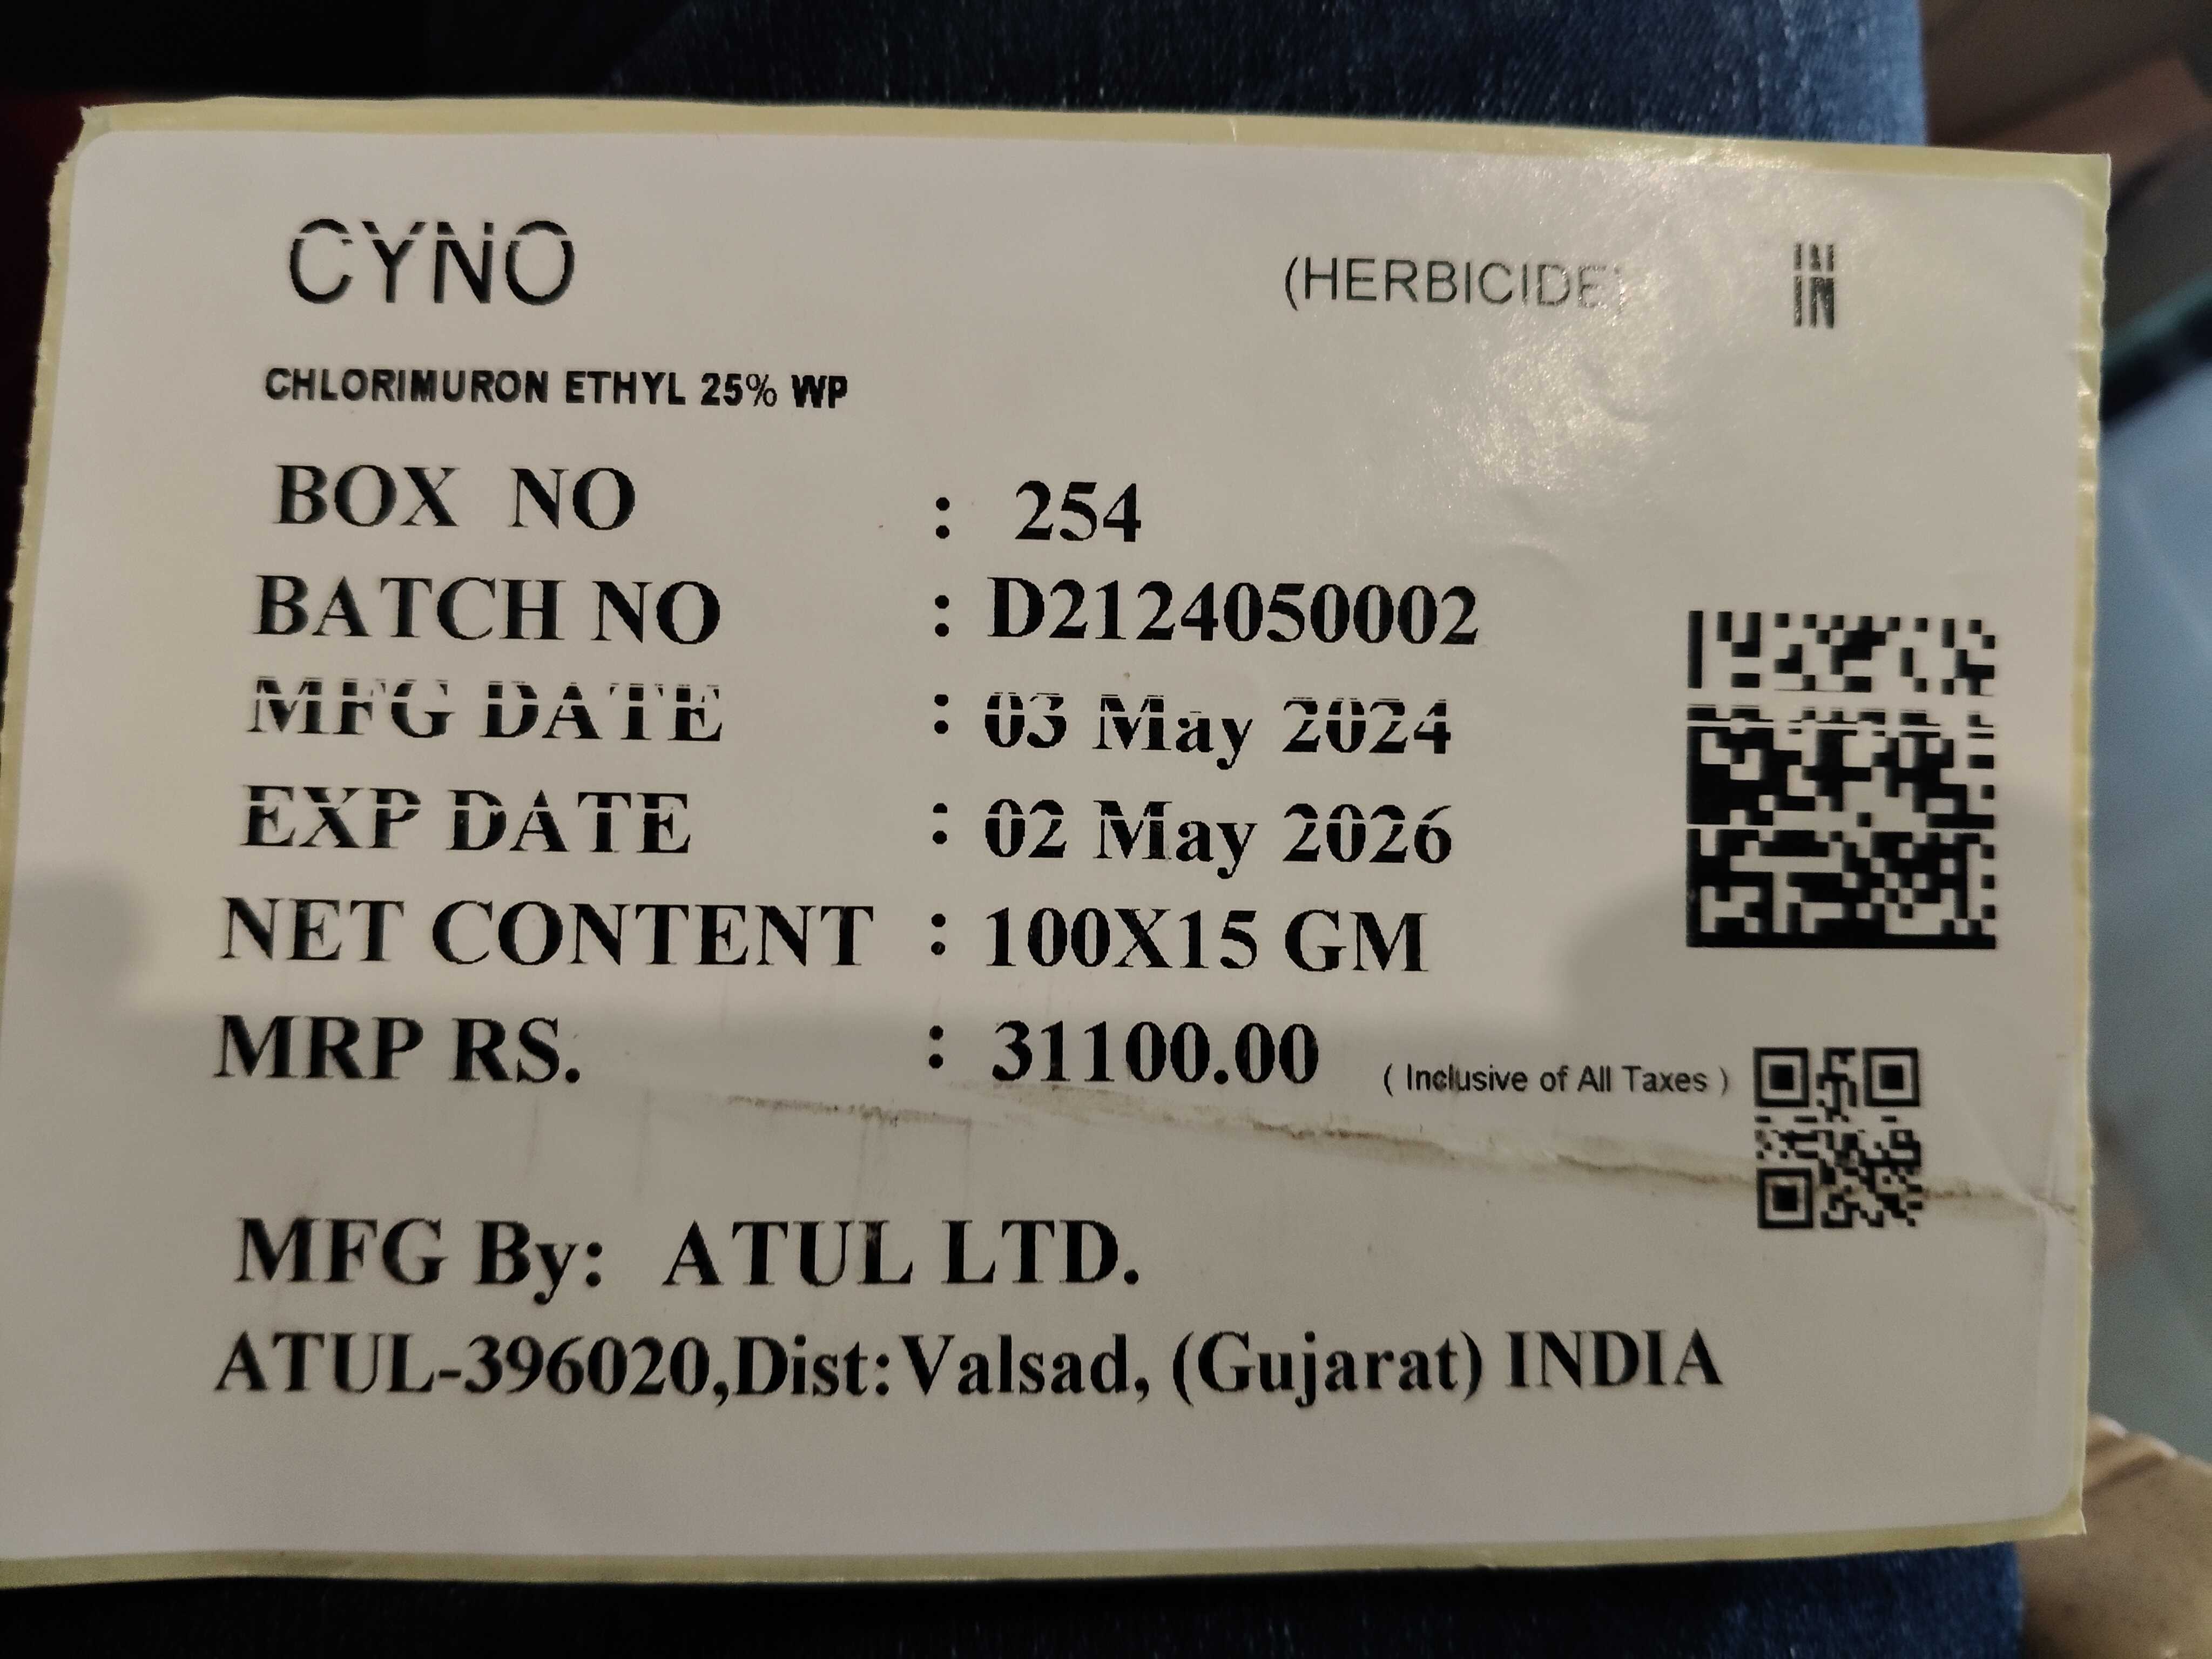 CYNO (HERBICIDE) IN
IN
CHLORIMURON ETHYL 25% WP
BOX NO : 254
BATCH NO : D2124050002
MFG DATE : 03 May 2024
EXP DATE : 02 May 2026
NET CONTENT : 100X15 GM
MRP RS. : 31100.00 ( Inclusive of All Taxes )
MFG By: ATUL LTD.
ATUL-396020,Dist:Valsad, (Gujarat) INDIA